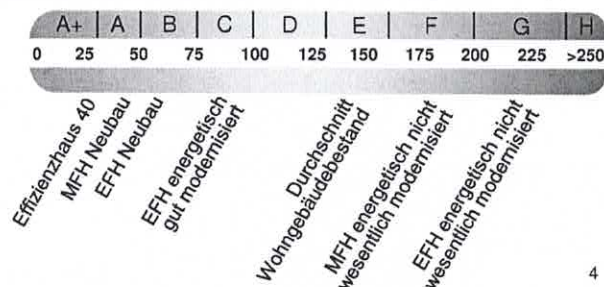 A+ A B C D E F G H
0 25 50 75 100 125 150 175 200 225 >250
Effizienzhaus 40
MFH Neubau
EFH Neubau
EFH energetisch
gut modernisiert
Durchschnitt
Wohngebäudebestand
MFH energetisch nicht
wesentlich modernisiert
EFH energetisch nicht
wesentlich modernisiert
4